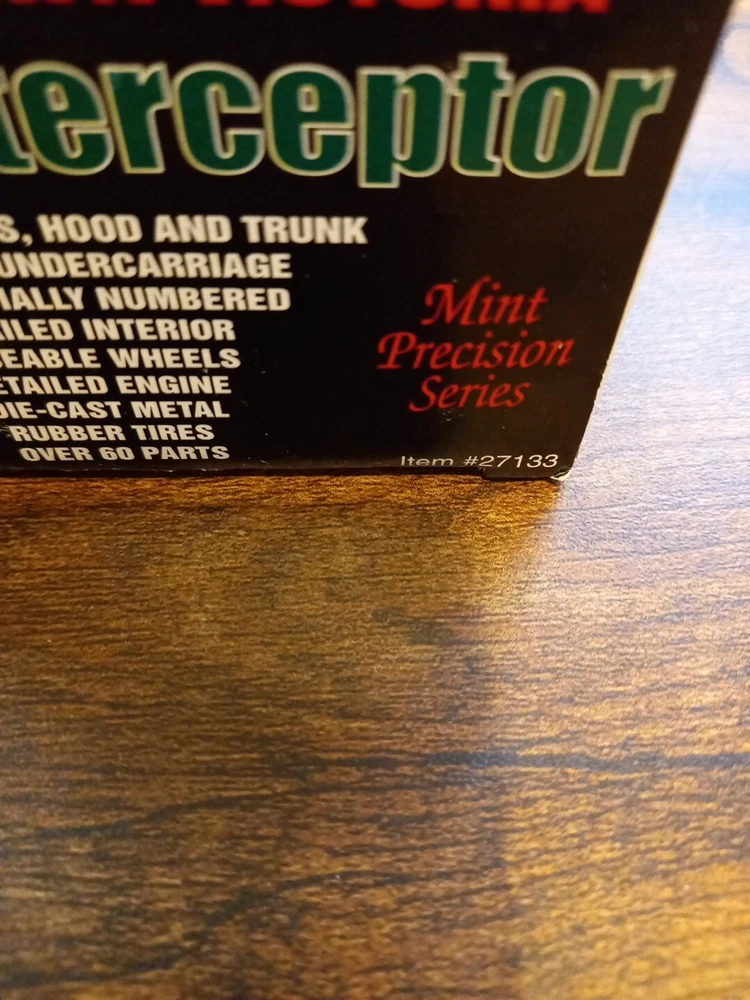 terceptor
S, HOOD AND TRUNK
UNDERCARRIAGE
IALLY NUMBERED
ILED INTERIOR
EABLE WHEELS
ETAILED ENGINE
DIE-CAST METAL
RUBBER TIRES
OVER 60 PARTS
Mint
Precision
Series
Item #27133